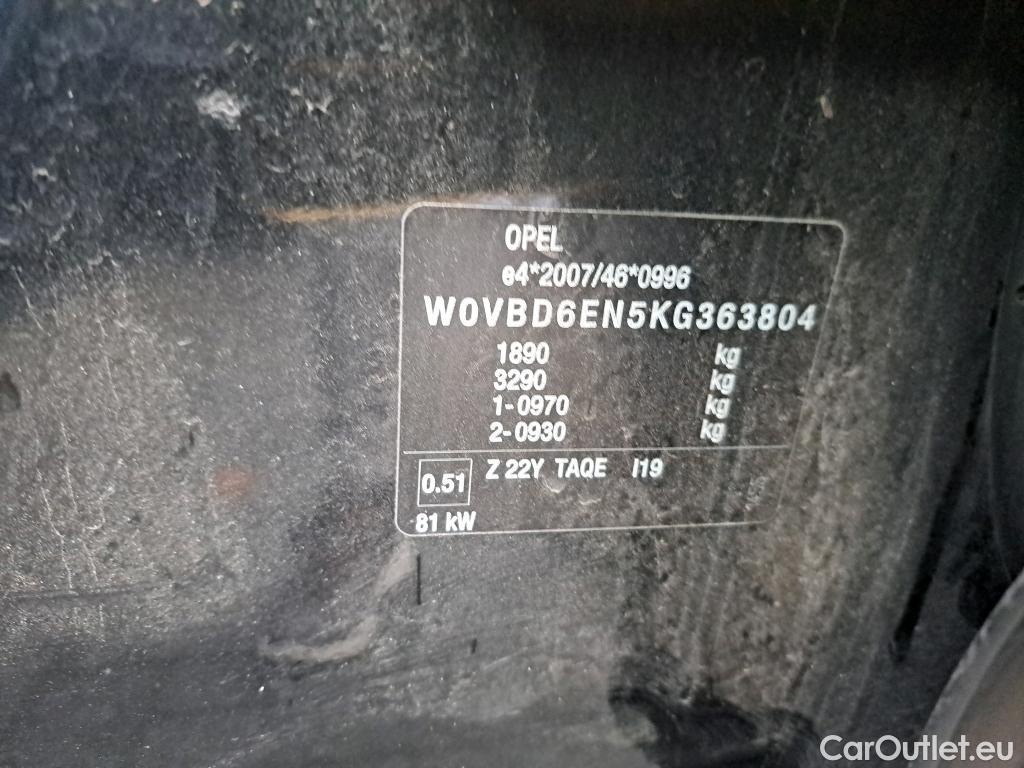 OPEL
e4*2007/46*0996
W0VBD6EN5KG363804
1890 kg
3290 kg
1-0970 kg
2-0930 kg
0.51 Z 22Y TAQE I19
81 kW
CarOutlet.eu